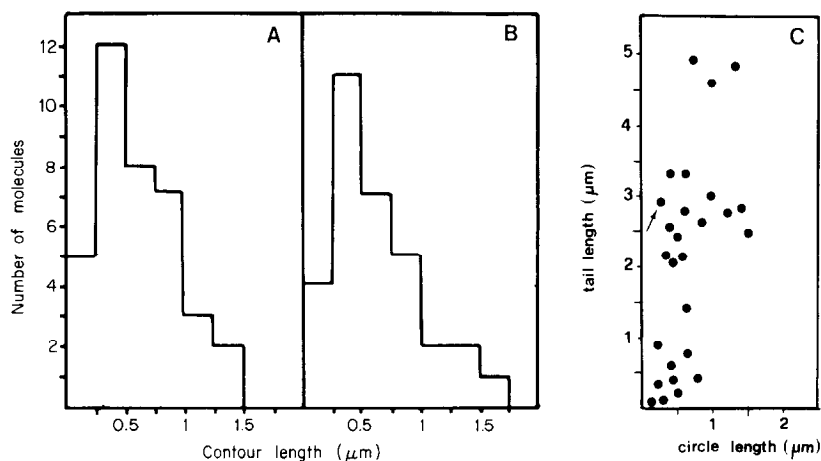 A
B
C
Number of molecules
12
10
8
6
4
2
0.5
1
1.5
0.5
1
1.5
Contour length (μm)
tail length (μm)
5
4
3
2
1
1
2
circle length (μm)